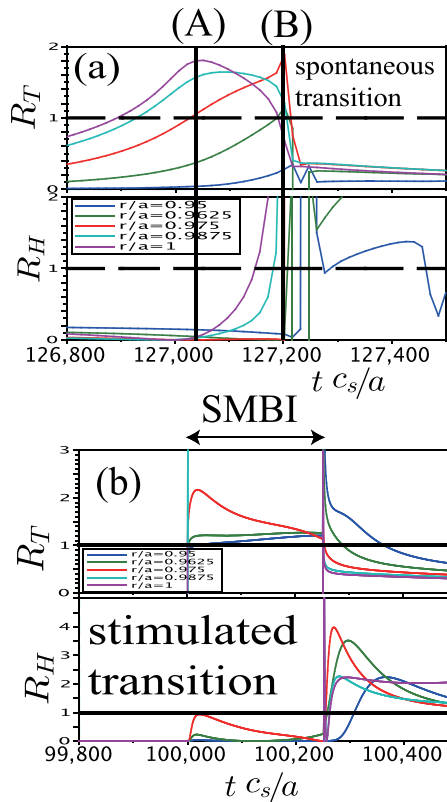 (A) (B)
(a)
spontaneous
transition
R_T
2
1
0
R_H
2
1
0
r/a=0.95
r/a=0.9625
r/a=0.975
r/a=0.9875
r/a=1
126,800 127,000 127,200 127,400
t c_s/a
SMBI
(b)
R_T
3
2
1
0
r/a=0.95
r/a=0.9625
r/a=0.975
r/a=0.9875
r/a=1
stimulated
transition
R_H
4
3
2
1
0
99,800 100,000 100,200 100,400
t c_s/a